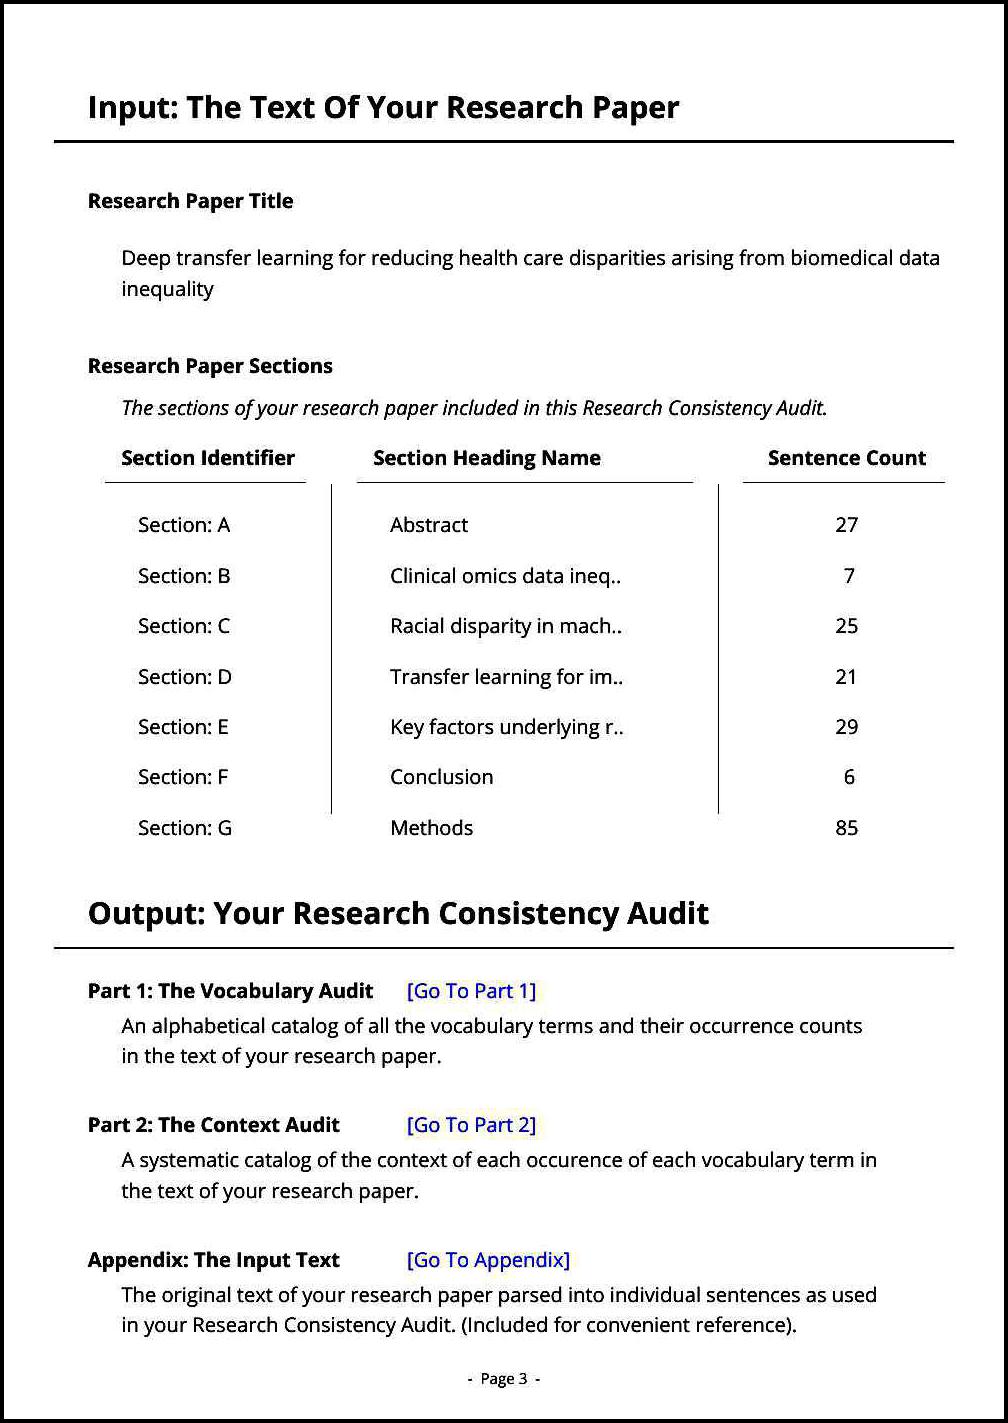 Input: The Text Of Your Research Paper
Research Paper Title
Deep transfer learning for reducing health care disparities arising from biomedical data
inequality
Research Paper Sections
The sections of your research paper included in this Research Consistency Audit.
Section Identifier Section Heading Name Sentence Count
Section: A Abstract 27
Section: B Clinical omics data ineq.. 7
Section: C Racial disparity in mach.. 25
Section: D Transfer learning for im.. 21
Section: E Key factors underlying r.. 29
Section: F Conclusion 6
Section: G Methods 85
Output: Your Research Consistency Audit
Part 1: The Vocabulary Audit [Go To Part 1]
An alphabetical catalog of all the vocabulary terms and their occurrence counts
in the text of your research paper.
Part 2: The Context Audit [Go To Part 2]
A systematic catalog of the context of each occurence of each vocabulary term in
the text of your research paper.
Appendix: The Input Text [Go To Appendix]
The original text of your research paper parsed into individual sentences as used
in your Research Consistency Audit. (Included for convenient reference).
- Page 3 -